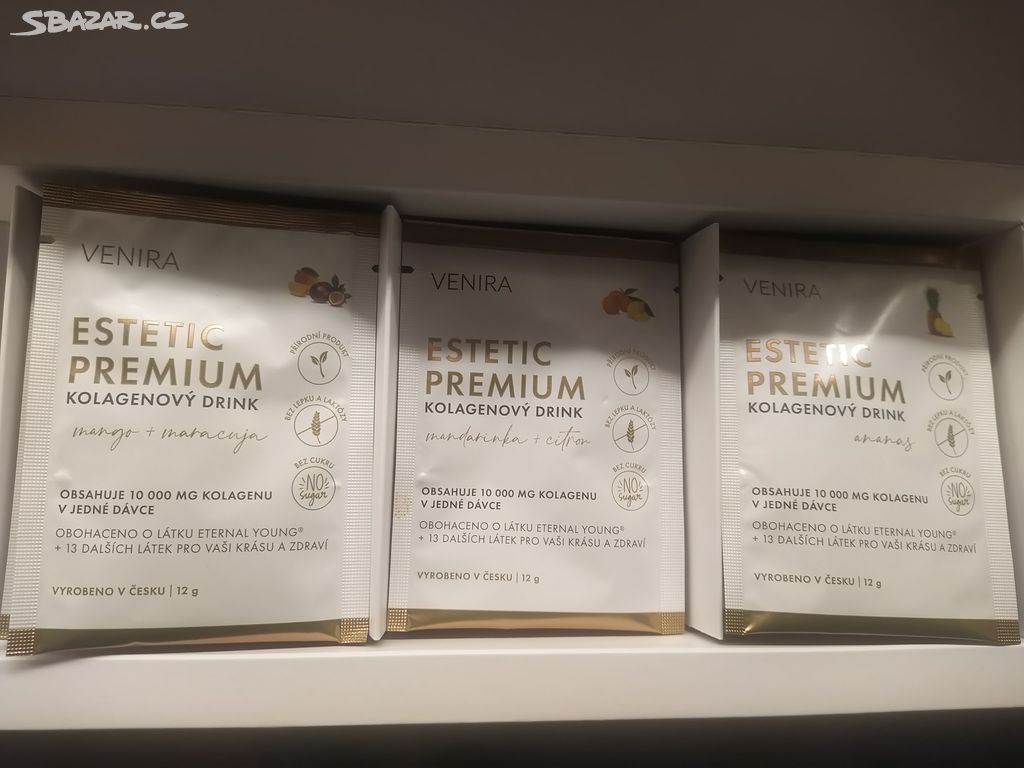 SBAZAR.CZ
VENIRA
ESTETIC
PREMIUM
KOLAGENOVÝ DRINK
mango + maracuja
PŘÍRODNÍ PRODUKT
BEZ LEPKU A LAKTÓZY
BEZ CUKRU
NO
sugar
OBSAHUJE 10 000 MG KOLAGENU
V JEDNÉ DÁVCE
OBOHACENO O LÁTKU ETERNAL YOUNG®
+ 13 DALŠÍCH LÁTEK PRO VAŠI KRÁSU A ZDRAVÍ
VYROBENO V ČESKU | 12 g
VENIRA
ESTETIC
PREMIUM
KOLAGENOVÝ DRINK
mandarinka + citron
PŘÍRODNÍ PRODUKT
BEZ LEPKU A LAKTÓZY
BEZ CUKRU
NO
sugar
OBSAHUJE 10 000 MG KOLAGENU
V JEDNÉ DÁVCE
OBOHACENO O LÁTKU ETERNAL YOUNG®
+ 13 DALŠÍCH LÁTEK PRO VAŠI KRÁSU A ZDRAVÍ
VYROBENO V ČESKU | 12 g
VENIRA
ESTETIC
PREMIUM
KOLAGENOVÝ DRINK
ananas
PŘÍRODNÍ PRODUKT
BEZ LEPKU A LAKTÓZY
BEZ CUKRU
NO
sugar
OBSAHUJE 10 000 MG KOLAGENU
V JEDNÉ DÁVCE
OBOHACENO O LÁTKU ETERNAL YOUNG®
+ 13 DALŠÍCH LÁTEK PRO VAŠI KRÁSU A ZDRAVÍ
VYROBENO V ČESKU | 12 g